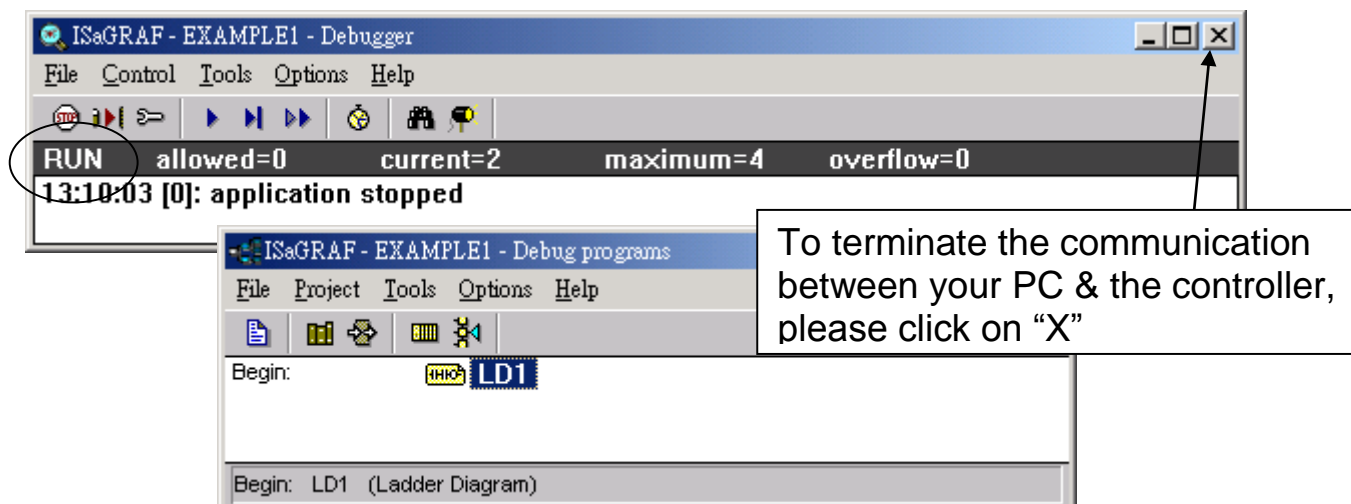 ISaGRAF - EXAMPLE1 - Debugger
File Control Tools Options Help
STOP
RUN allowed=0 current=2 maximum=4 overflow=0
13:10:03 [0]: application stopped
To terminate the communication
between your PC & the controller,
please click on “X”
ISaGRAF - EXAMPLE1 - Debug programs
File Project Tools Options Help
Begin: LD1
Begin: LD1 (Ladder Diagram)